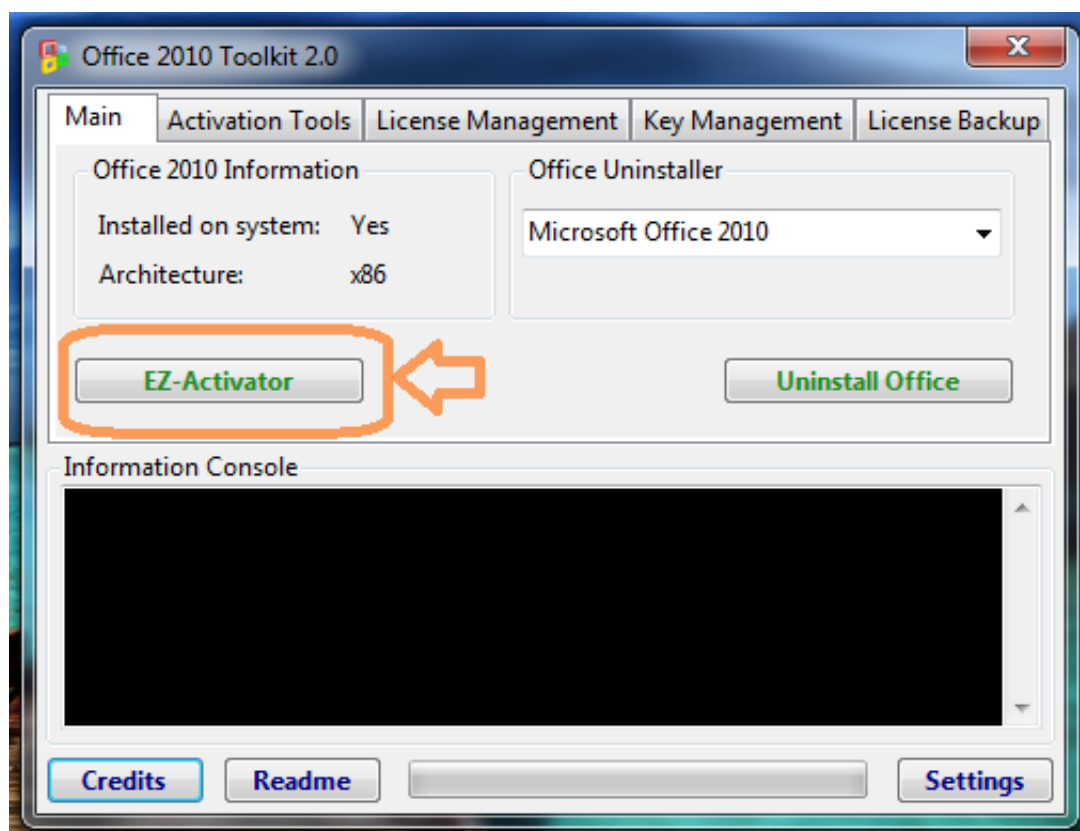 Office 2010 Toolkit 2.0
Main Activation Tools License Management Key Management License Backup
Office 2010 Information
Installed on system: Yes
Architecture: x86
Office Uninstaller
Microsoft Office 2010
EZ-Activator
Uninstall Office
Information Console
Credits Readme Settings